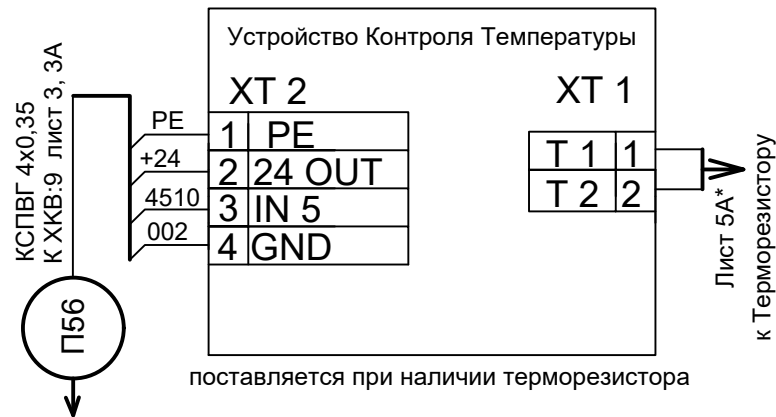 Устройство Контроля Температуры
XT 2
XT 1
КСПВГ 4х0,35
К ХКВ:9 лист 3, 3А
PE
1 PE
+24
2 24 OUT
4510
3 IN 5
002
4 GND
T 1 1
T 2 2
Лист 5А*
к Терморезистору
П56
поставляется при наличии терморезистора